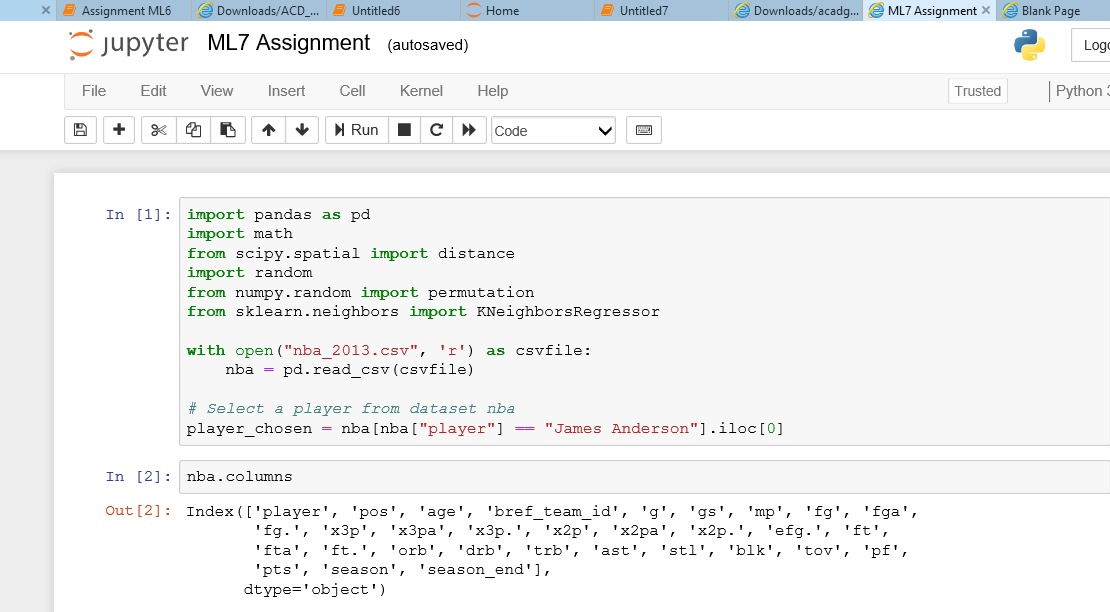 Assignment ML6 Downloads/ACD_... Untitled6 Home Untitled7 Downloads/acadg... ML7 Assignment Blank Page
jupyter ML7 Assignment (autosaved)
File Edit View Insert Cell Kernel Help Trusted Python
Run Code
In [1]: import pandas as pd
import math
from scipy.spatial import distance
import random
from numpy.random import permutation
from sklearn.neighbors import KNeighborsRegressor
with open("nba_2013.csv", 'r') as csvfile:
nba = pd.read_csv(csvfile)
# Select a player from dataset nba
player_chosen = nba[nba["player"] == "James Anderson"].iloc[0]
In [2]: nba.columns
Out[2]: Index(['player', 'pos', 'age', 'bref_team_id', 'g', 'gs', 'mp', 'fg', 'fga',
'fg.', 'x3p', 'x3pa', 'x3p.', 'x2p', 'x2pa', 'x2p.', 'efg.', 'ft',
'fta', 'ft.', 'orb', 'drb', 'trb', 'ast', 'stl', 'blk', 'tov', 'pf',
'pts', 'season', 'season_end'],
dtype='object')